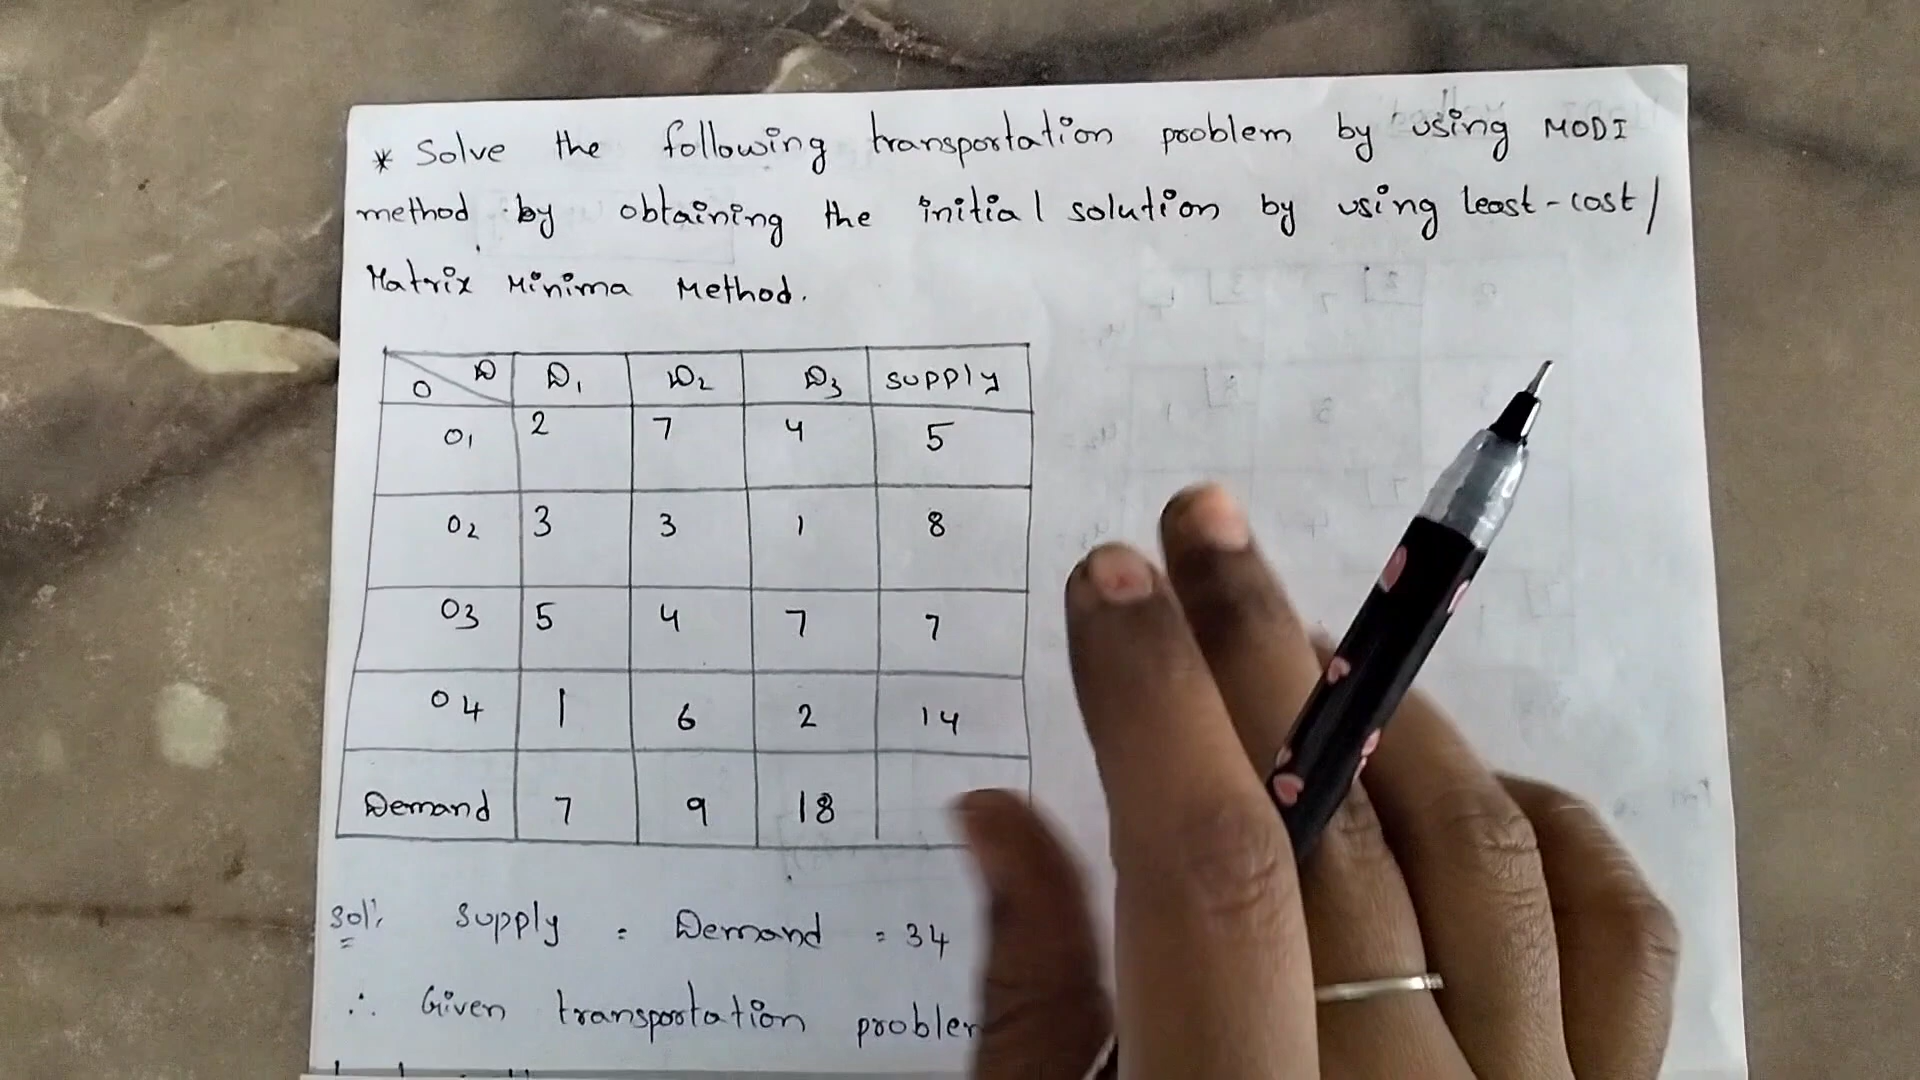 * Solve the following transportation problem by using MODI
method by obtaining the initial solution by using least-cost/
Matrix Minima Method.
O D D1 D2 D3 supply
O1 2 7 4 5
O2 3 3 1 8
O3 5 4 7 7
O4 1 6 2 14
Demand 7 9 18
Sol: Supply = Demand = 34
∴ Given transportation problem